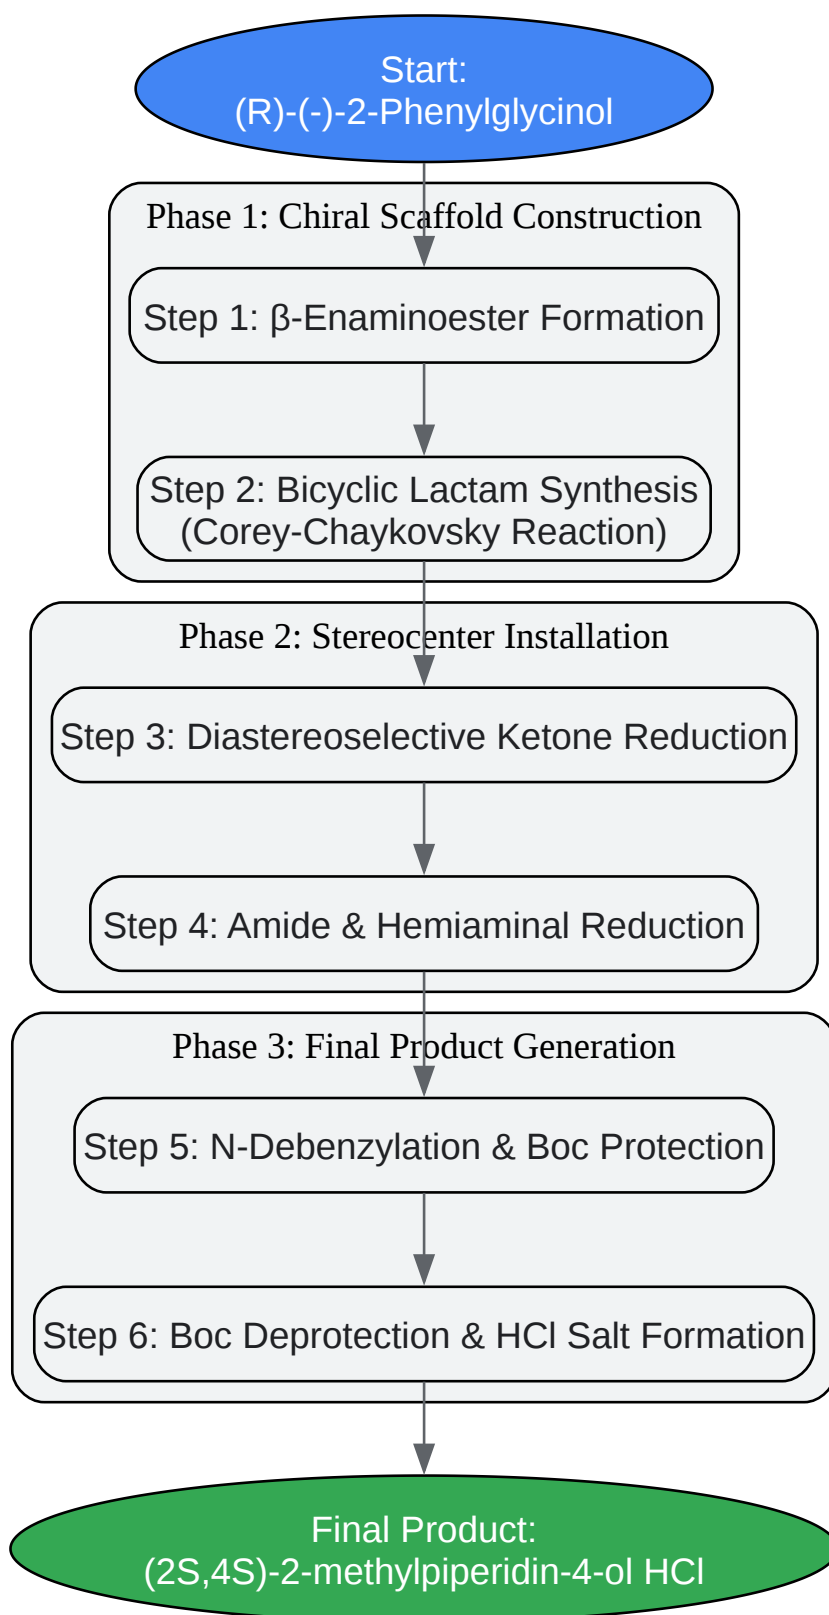 Start:
(R)-(-)-2-Phenylglycinol
Phase 1: Chiral Scaffold Construction
Step 1: β-Enaminoester Formation
Step 2: Bicyclic Lactam Synthesis
(Corey-Chaykovsky Reaction)
Phase 2: Stereocenter Installation
Step 3: Diastereoselective Ketone Reduction
Step 4: Amide & Hemiaminal Reduction
Phase 3: Final Product Generation
Step 5: N-Debenzylation & Boc Protection
Step 6: Boc Deprotection & HCl Salt Formation
Final Product:
(2S,4S)-2-methylpiperidin-4-ol HCl